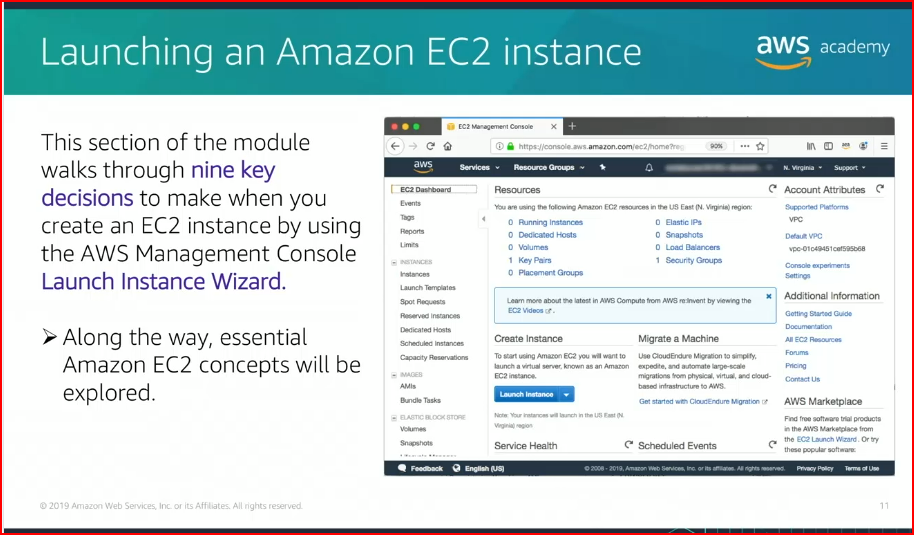 Launching an Amazon EC2 instance
aws academy
This section of the module
walks through nine key
decisions to make when you
create an EC2 instance by using
the AWS Management Console
Launch Instance Wizard.
Along the way, essential
Amazon EC2 concepts will be
explored.
EC2 Management Console
https://console.aws.amazon.com/ec2/home?reg
90%
aws
Services
Resource Groups
N. Virginia
Support
EC2 Dashboard
Events
Tags
Reports
Limits
INSTANCES
Instances
Launch Templates
Spot Requests
Reserved Instances
Dedicated Hosts
Scheduled Instances
Capacity Reservations
IMAGES
AMIs
Bundle Tasks
ELASTIC BLOCK STORE
Volumes
Snapshots
Resources
You are using the following Amazon EC2 resources in the US East (N. Virginia) region:
0 Running Instances
0 Dedicated Hosts
0 Volumes
1 Key Pairs
0 Placement Groups
0 Elastic IPs
0 Snapshots
0 Load Balancers
1 Security Groups
Learn more about the latest in AWS Compute from AWS re:Invent by viewing the
EC2 Videos
Create Instance
To start using Amazon EC2 you will want to
launch a virtual server, known as an Amazon
EC2 instance.
Launch Instance
Note: Your instances will launch in the US East (N.
Virginia) region
Migrate a Machine
Use CloudEndure Migration to simplify,
expedite, and automate large-scale
migrations from physical, virtual, and cloud-
based infrastructure to AWS.
Get started with CloudEndure Migration
Service Health
Scheduled Events
Account Attributes
Supported Platforms
VPC
Default VPC
vpc-01c49451cef595b68
Console experiments
Settings
Additional Information
Getting Started Guide
Documentation
All EC2 Resources
Forums
Pricing
Contact Us
AWS Marketplace
Find free software trial products
in the AWS Marketplace from
the EC2 Launch Wizard. Or try
these popular software:
Feedback
English (US)
© 2008 - 2019, Amazon Web Services, Inc. or its affiliates. All rights reserved.
Privacy Policy
Terms of Use
© 2019 Amazon Web Services, Inc. or its Affiliates. All rights reserved.
11